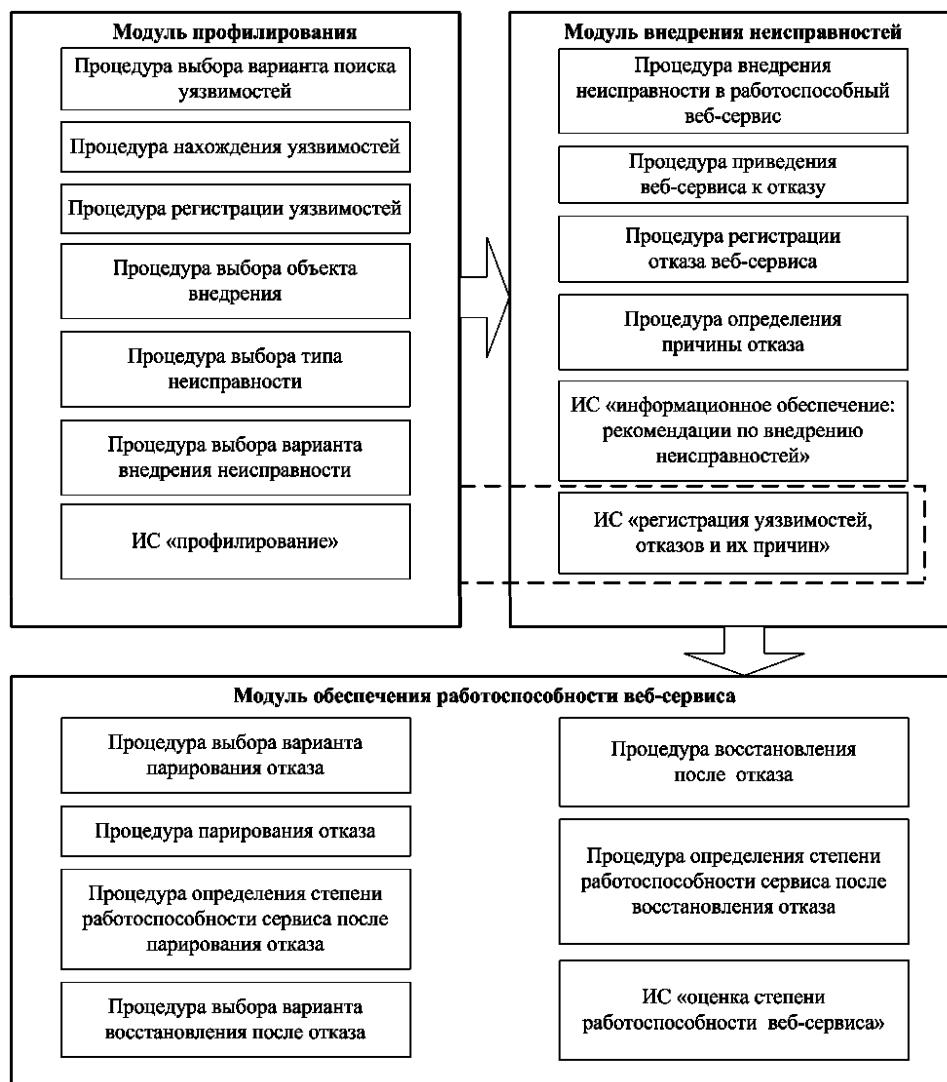 Модуль профилирования
Процедура выбора варианта поиска
уязвимостей
Процедура нахождения уязвимостей
Процедура регистрации уязвимостей
Процедура выбора объекта
внедрения
Процедура выбора типа
неисправности
Процедура выбора варианта
внедрения неисправности
ИС «профилирование»
Модуль внедрения неисправностей
Процедура внедрения
неисправности в работоспособный
веб-сервис
Процедура приведения
веб-сервиса к отказу
Процедура регистрации
отказа веб-сервиса
Процедура определения
причины отказа
ИС «информационное обеспечение:
рекомендации по внедрению
неисправностей»
ИС «регистрация уязвимостей,
отказов и их причин»
Модуль обеспечения работоспособности веб-сервиса
Процедура выбора варианта
парирования отказа
Процедура парирования отказа
Процедура определения степени
работоспособности сервиса после
парирования отказа
Процедура выбора варианта
восстановления после отказа
Процедура восстановления
после отказа
Процедура определения степени
работоспособности сервиса после
восстановления отказа
ИС «оценка степени
работоспособности веб-сервиса»